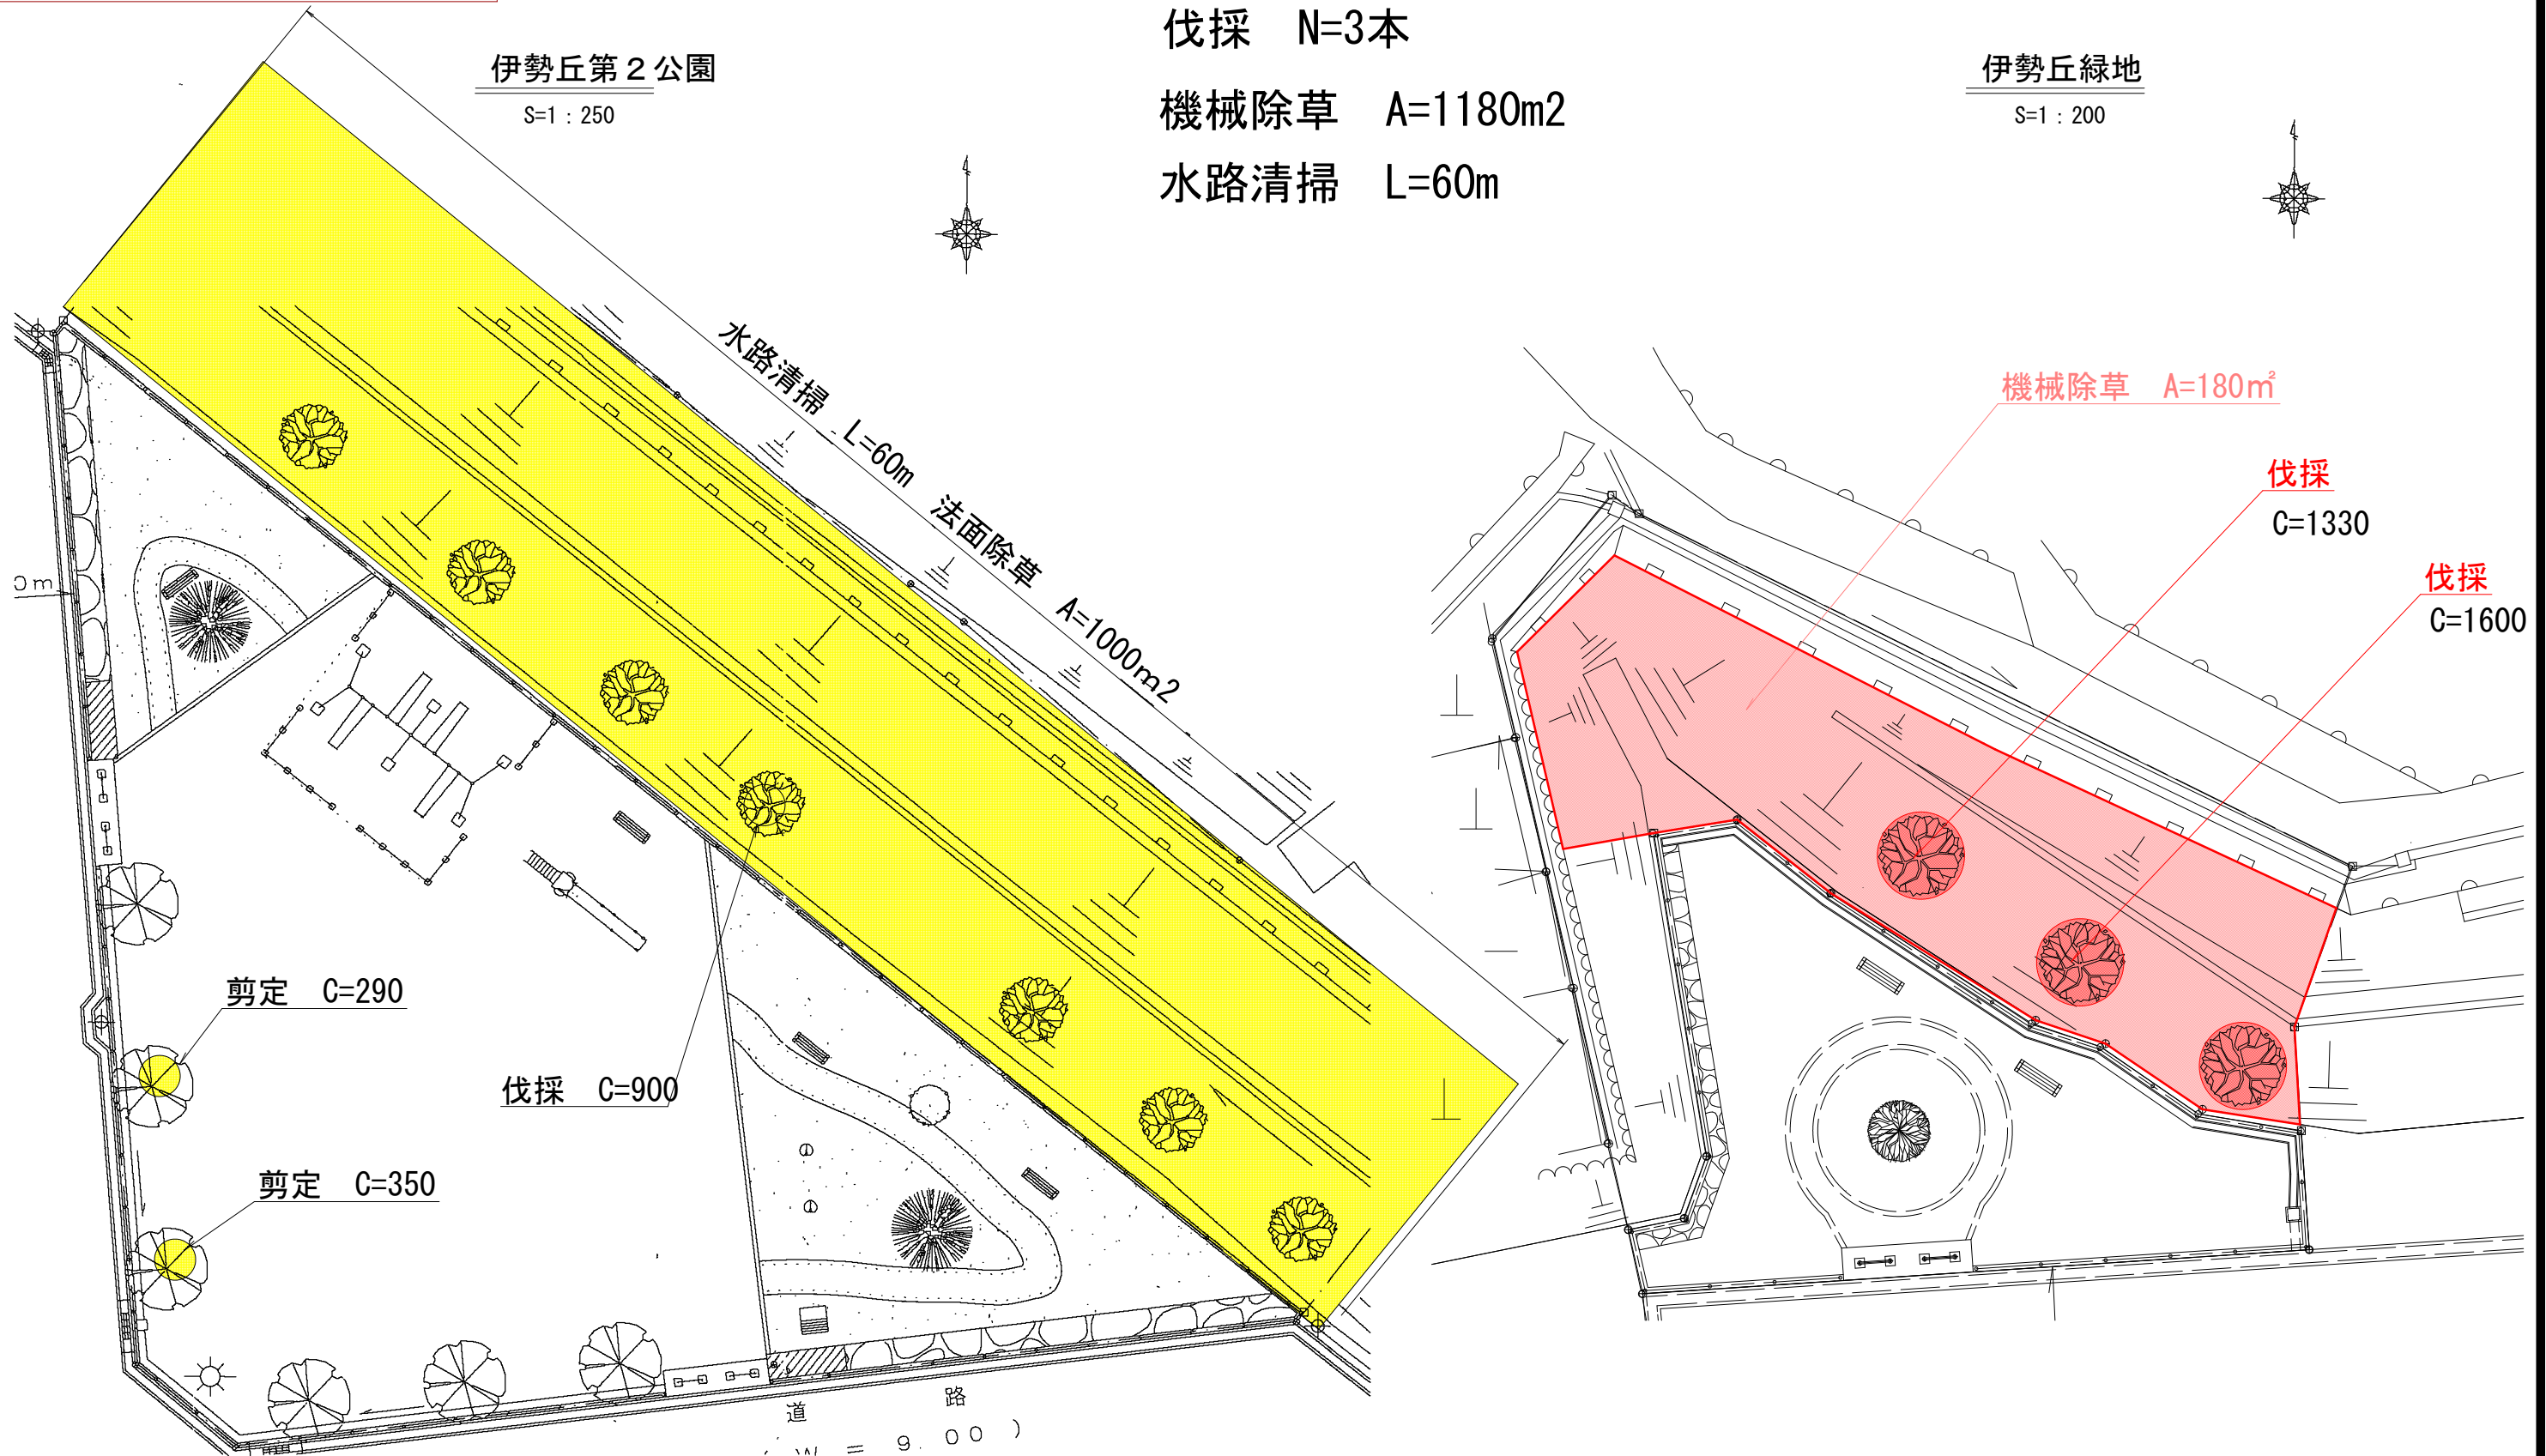 伐採　N=3本
機械除草　A=1180m2
水路清掃　L=60m
伊勢丘第２公園
S=1：250
伊勢丘緑地
S=1：200
水路清掃　L=60m　法面除草　A=1000m2
機械除草　A=180㎡
伐採
C=1330
伐採
C=1600
0m
剪定　C=290
伐採　C=900
剪定　C=350
道　路
( W = 9.00 )